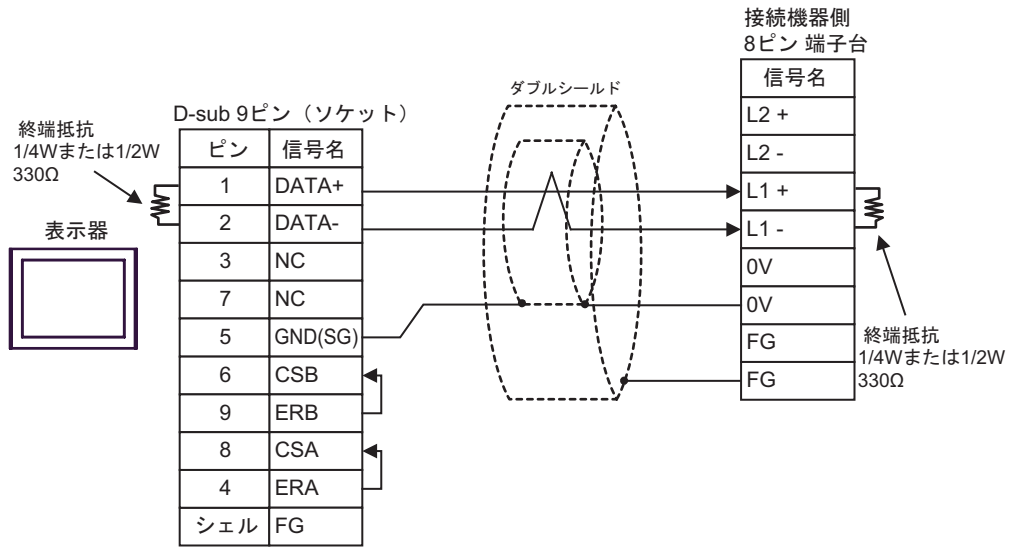 接続機器側
8ピン 端子台
信号名
L2 +
L2 -
L1 +
L1 -
0V
0V
FG
FG
ダブルシールド
D-sub 9ピン（ソケット）
ピン 信号名
1 DATA+
2 DATA-
3 NC
7 NC
5 GND(SG)
6 CSB
9 ERB
8 CSA
4 ERA
シェル FG
終端抵抗
1/4Wまたは1/2W
330Ω
表示器
終端抵抗
1/4Wまたは1/2W
330Ω